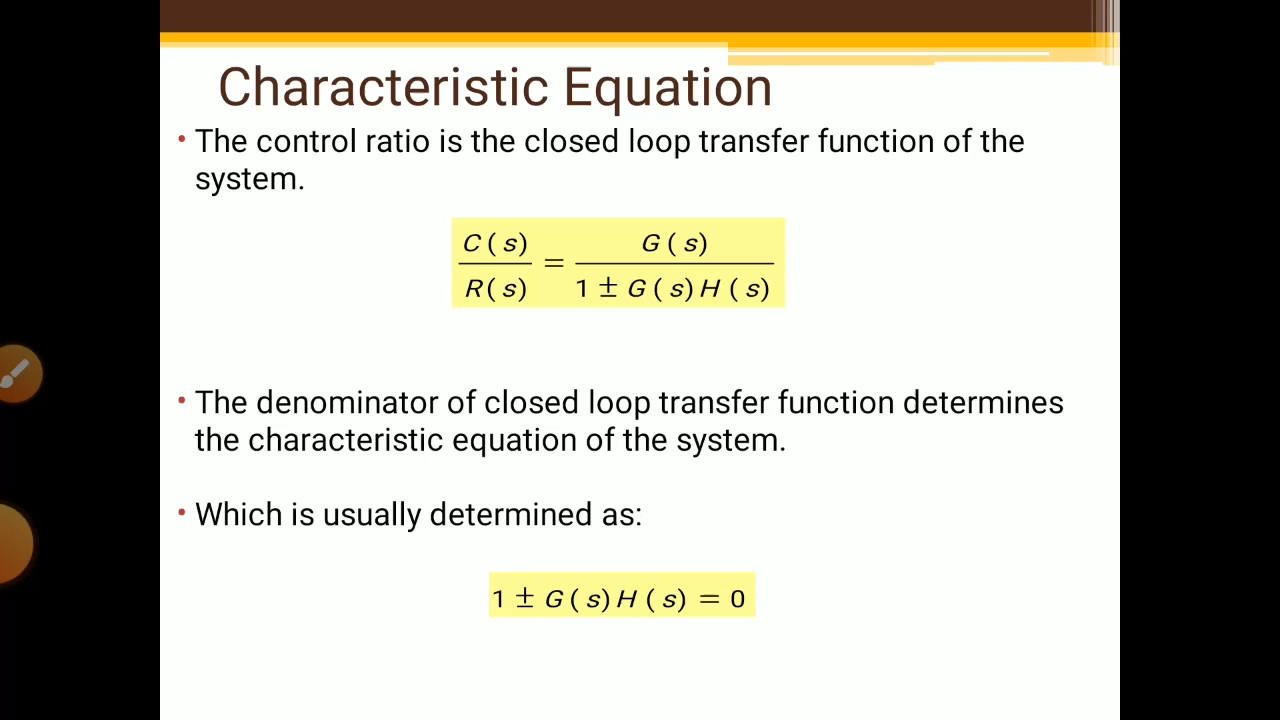 Characteristic Equation
• The control ratio is the closed loop transfer function of the
system.
C(s)/R(s) = G(s)/(1 ± G(s)H(s))
• The denominator of closed loop transfer function determines
the characteristic equation of the system.
• Which is usually determined as:
1 ± G(s)H(s) = 0